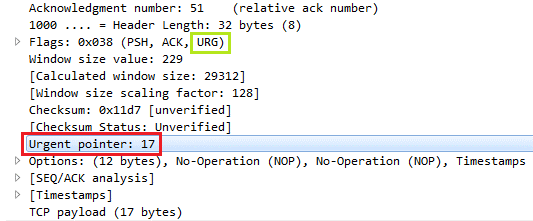 Acknowledgment number: 51    (relative ack number)
1000 .... = Header Length: 32 bytes (8)
Flags: 0x038 (PSH, ACK, URG)
Window size value: 229
[Calculated window size: 29312]
[Window size scaling factor: 128]
Checksum: 0x11d7 [unverified]
[Checksum Status: Unverified]
Urgent pointer: 17
Options: (12 bytes), No-Operation (NOP), No-Operation (NOP), Timestamps
[SEQ/ACK analysis]
[Timestamps]
TCP payload (17 bytes)